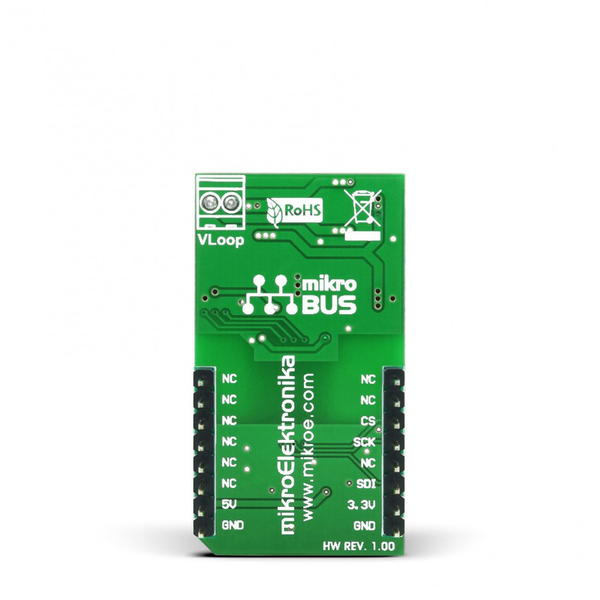 RoHS
VLoop
mikro
BUS
NC
NC
NC
NC
NC
NC
5V
GND
mikroElektronika
www.mikroe.com
NC
NC
CS
SCK
NC
SDI
3.3V
GND
HW REV. 1.00